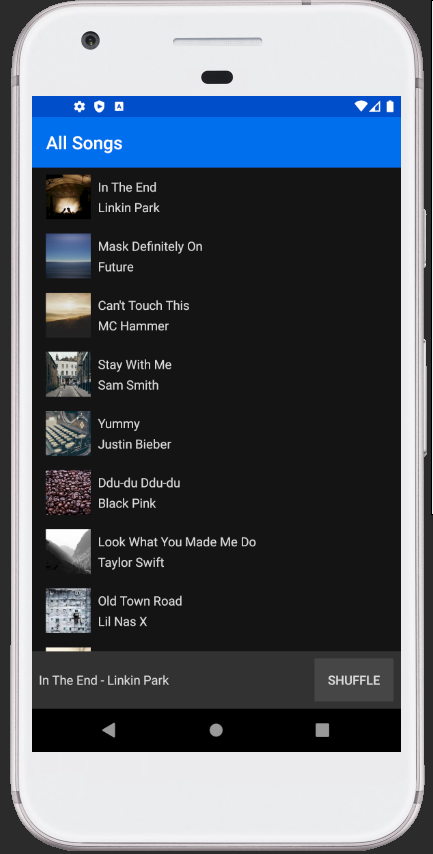 All Songs
In The End
Linkin Park
Mask Definitely On
Future
Can't Touch This
MC Hammer
Stay With Me
Sam Smith
Yummy
Justin Bieber
Ddu-du Ddu-du
Black Pink
Look What You Made Me Do
Taylor Swift
Old Town Road
Lil Nas X
In The End - Linkin Park
SHUFFLE